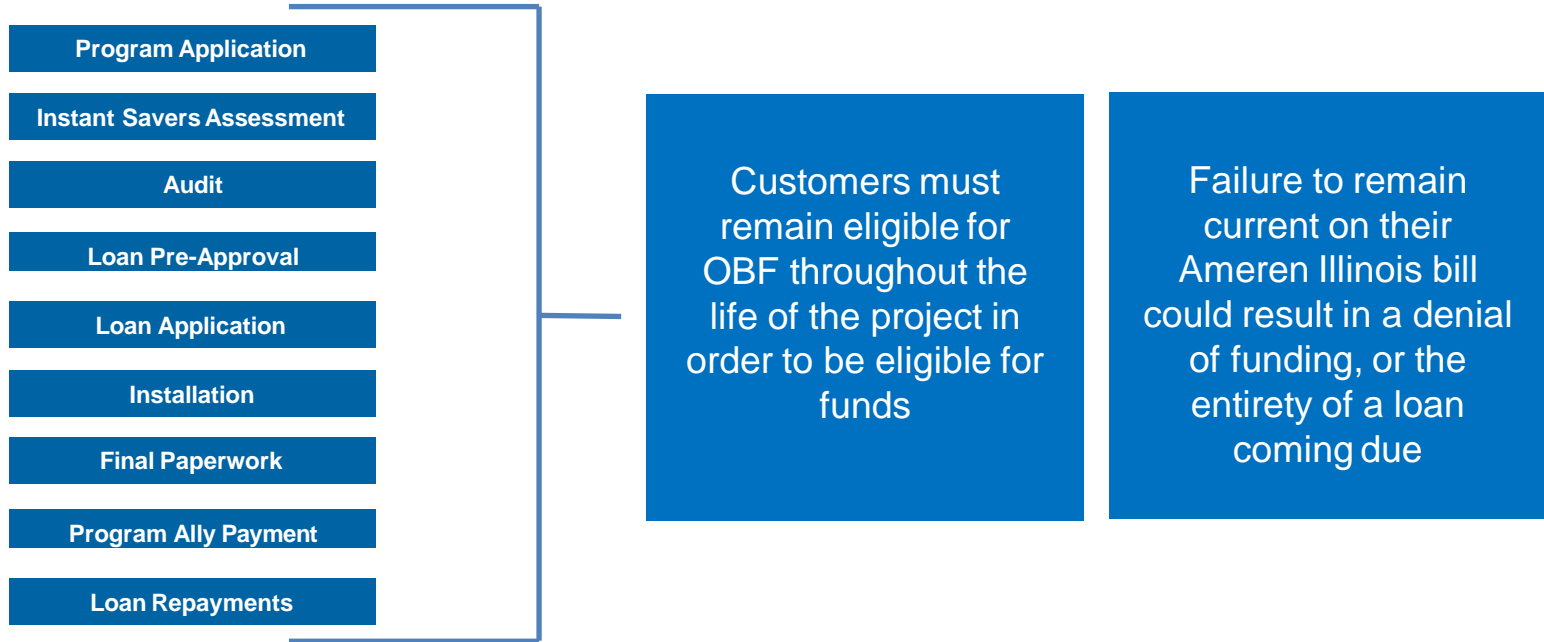 Program Application
Instant Savers Assessment
Audit
Loan Pre-Approval
Loan Application
Installation
Final Paperwork
Program Ally Payment
Loan Repayments
Customers must
remain eligible for
OBF throughout the
life of the project in
order to be eligible for
funds
Failure to remain
current on their
Ameren Illinois bill
could result in a denial
of funding, or the
entirety of a loan
coming due